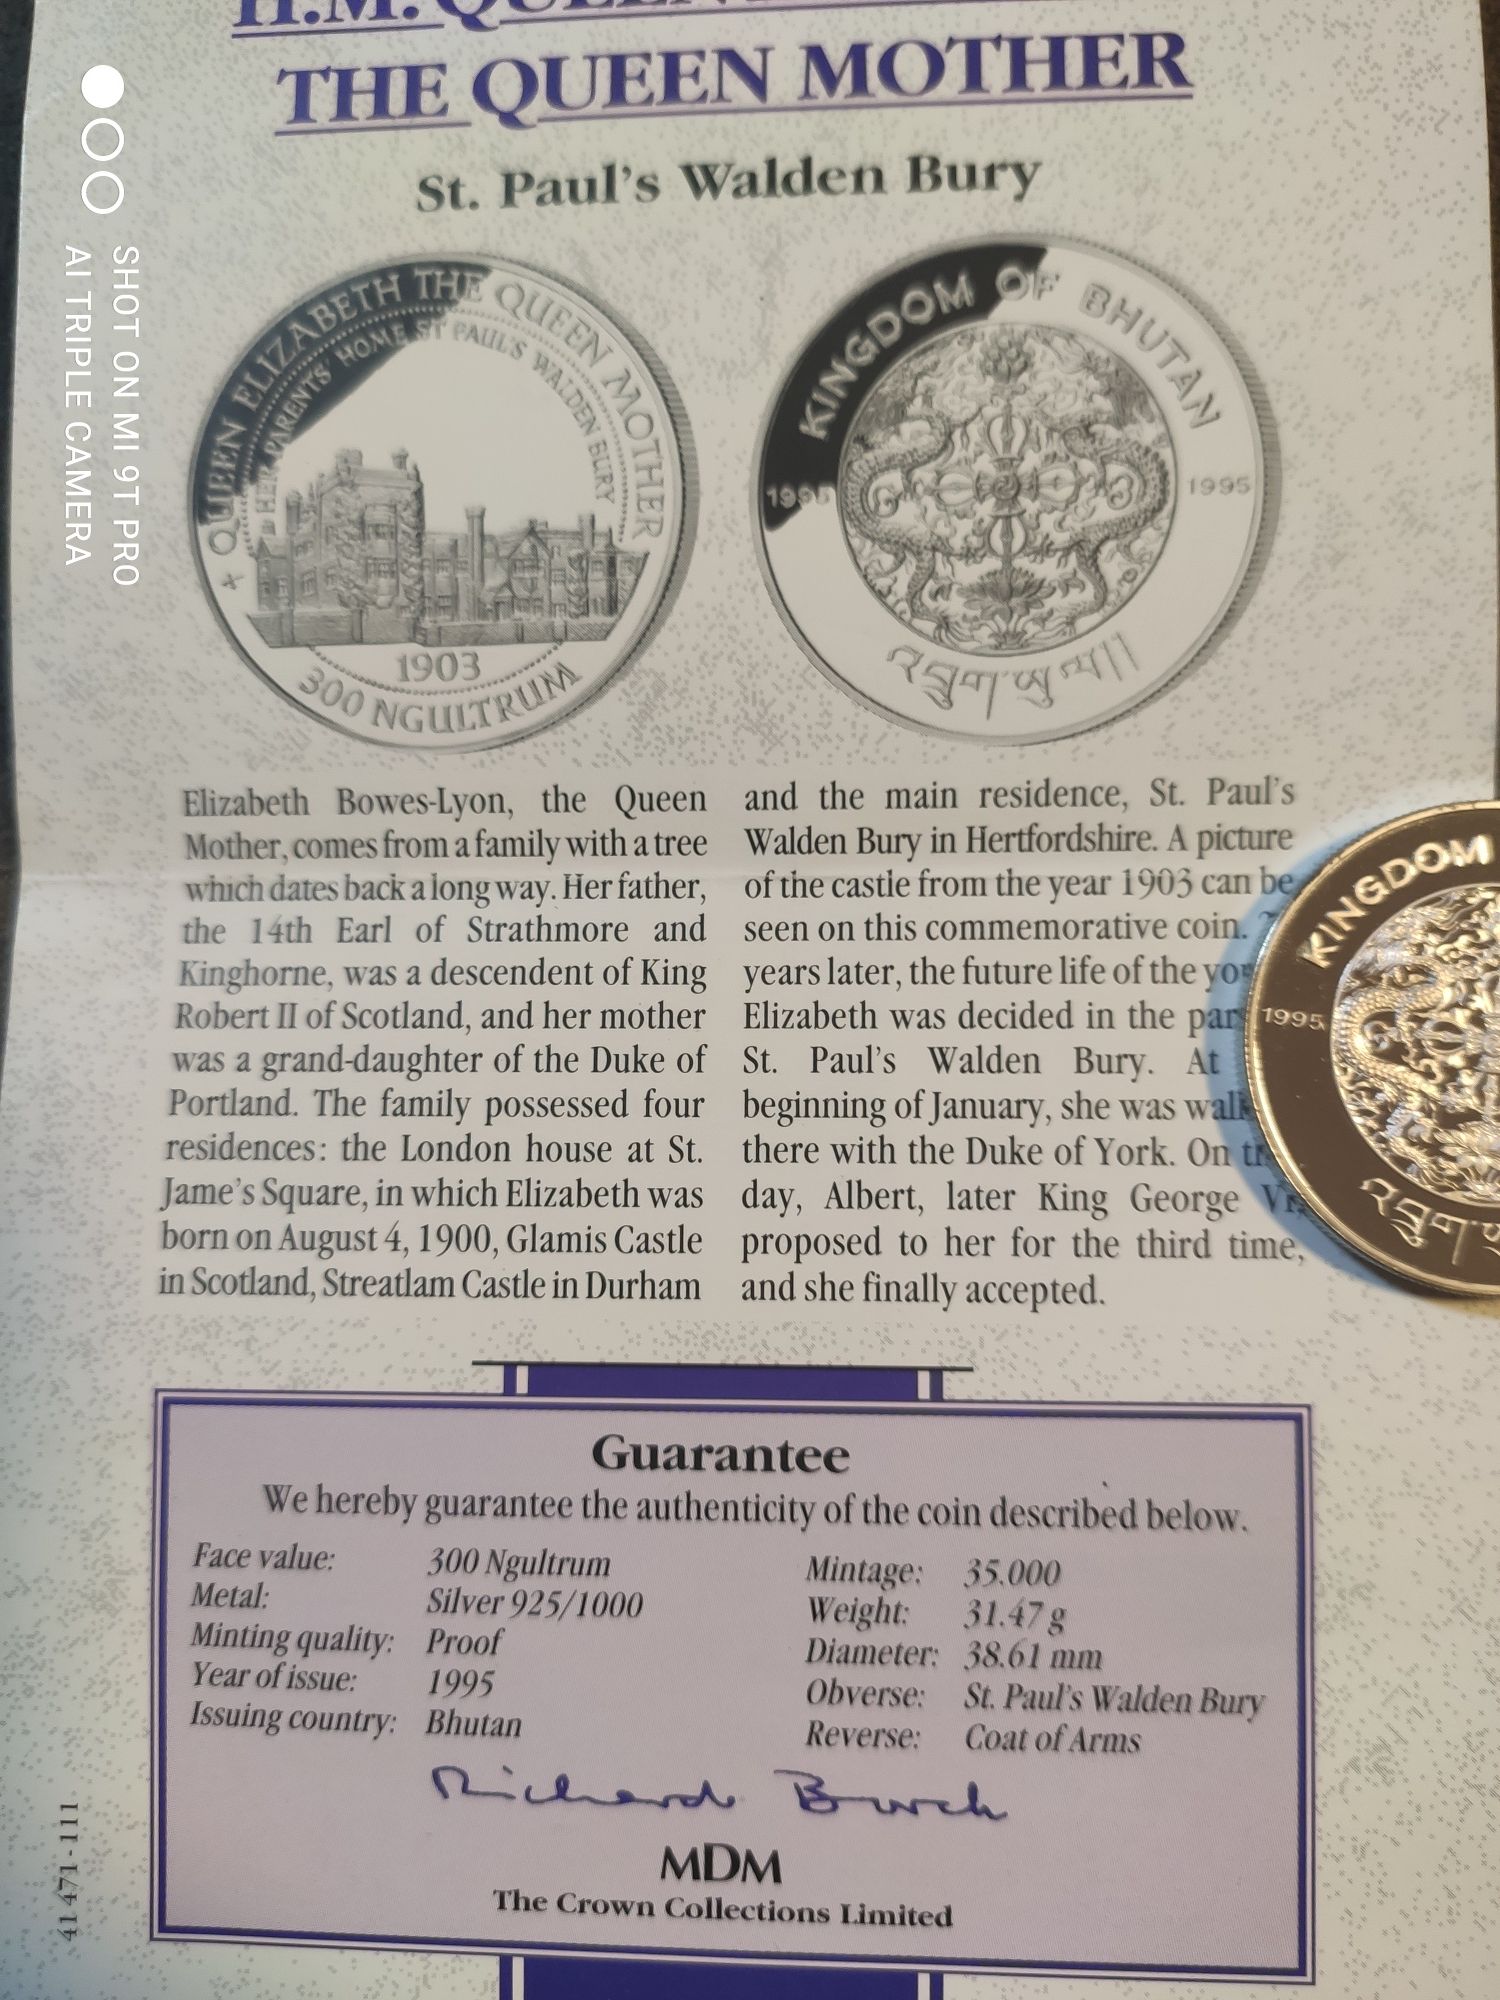 H.M. QUEEN
THE QUEEN MOTHER
St. Paul's Walden Bury
+ QUEEN ELIZABETH THE QUEEN MOTHER
HER PARENTS' HOME ST PAUL'S WALDEN BURY
1903
300 NGULTRUM
KINGDOM OF BHUTAN
1995
1995
འབྲུག་ཡུལ།།
Elizabeth Bowes-Lyon, the Queen
Mother, comes from a family with a tree
which dates back a long way. Her father,
the 14th Earl of Strathmore and
Kinghorne, was a descendent of King
Robert II of Scotland, and her mother
was a grand-daughter of the Duke of
Portland. The family possessed four
residences: the London house at St.
Jame's Square, in which Elizabeth was
born on August 4, 1900, Glamis Castle
in Scotland, Streatlam Castle in Durham
and the main residence, St. Paul's
Walden Bury in Hertfordshire. A picture
of the castle from the year 1903 can be
seen on this commemorative coin.
years later, the future life of the
Elizabeth was decided in the
St. Paul's Walden Bury. At
beginning of January, she was
there with the Duke of York. On
day, Albert, later King George VI,
proposed to her for the third time,
and she finally accepted.
KINGDOM
1995
Guarantee
We hereby guarantee the authenticity of the coin described below.
Face value: 300 Ngultrum
Metal: Silver 925/1000
Minting quality: Proof
Year of issue: 1995
Issuing country: Bhutan
Mintage: 35.000
Weight: 31.47 g
Diameter: 38.61 mm
Obverse: St. Paul's Walden Bury
Reverse: Coat of Arms
Richard Burch
MDM
The Crown Collections Limited
41 471-111
SHOT ON MI 9T PRO
AI TRIPLE CAMERA